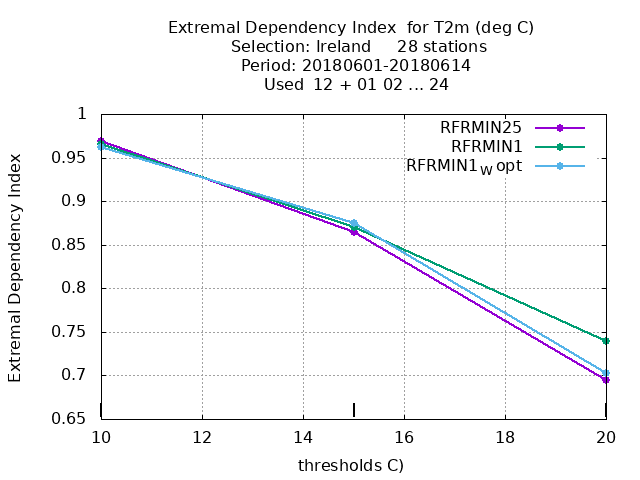 Extremal Dependency Index  for T2m (deg C)
Selection: Ireland     28 stations
Period: 20180601-20180614
Used  12 + 01 02 ... 24
RFRMIN25
RFRMIN1
RFRMIN1W opt
Extremal Dependency Index
1
0.95
0.9
0.85
0.8
0.75
0.7
0.65
10 12 14 16 18 20
thresholds C)